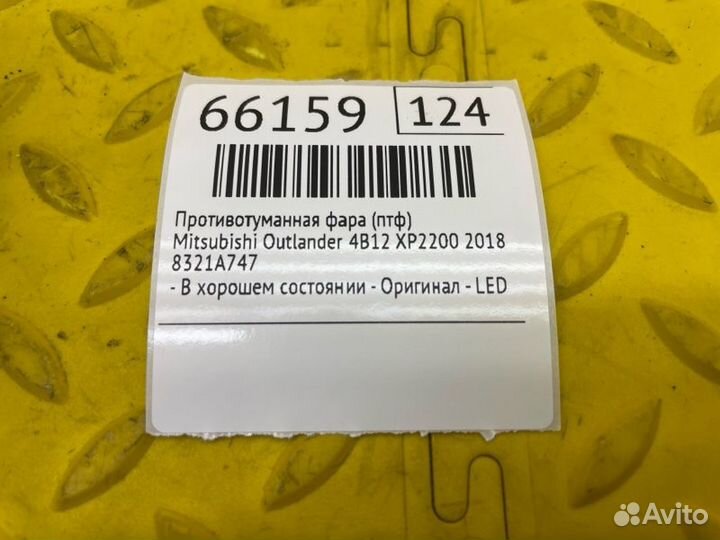 66159 124
Противотуманная фара (птф)
Mitsubishi Outlander 4B12 XP2200 2018
8321A747
- В хорошем состоянии - Оригинал - LED
Avito